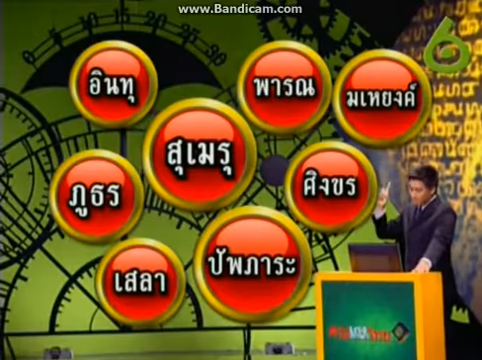 www.Bandicam.com
อินทุ
พารณ
มเหยงค์
สุเมรุ
ภูธร
ศิงขร
เสลา
ปัพภาระ